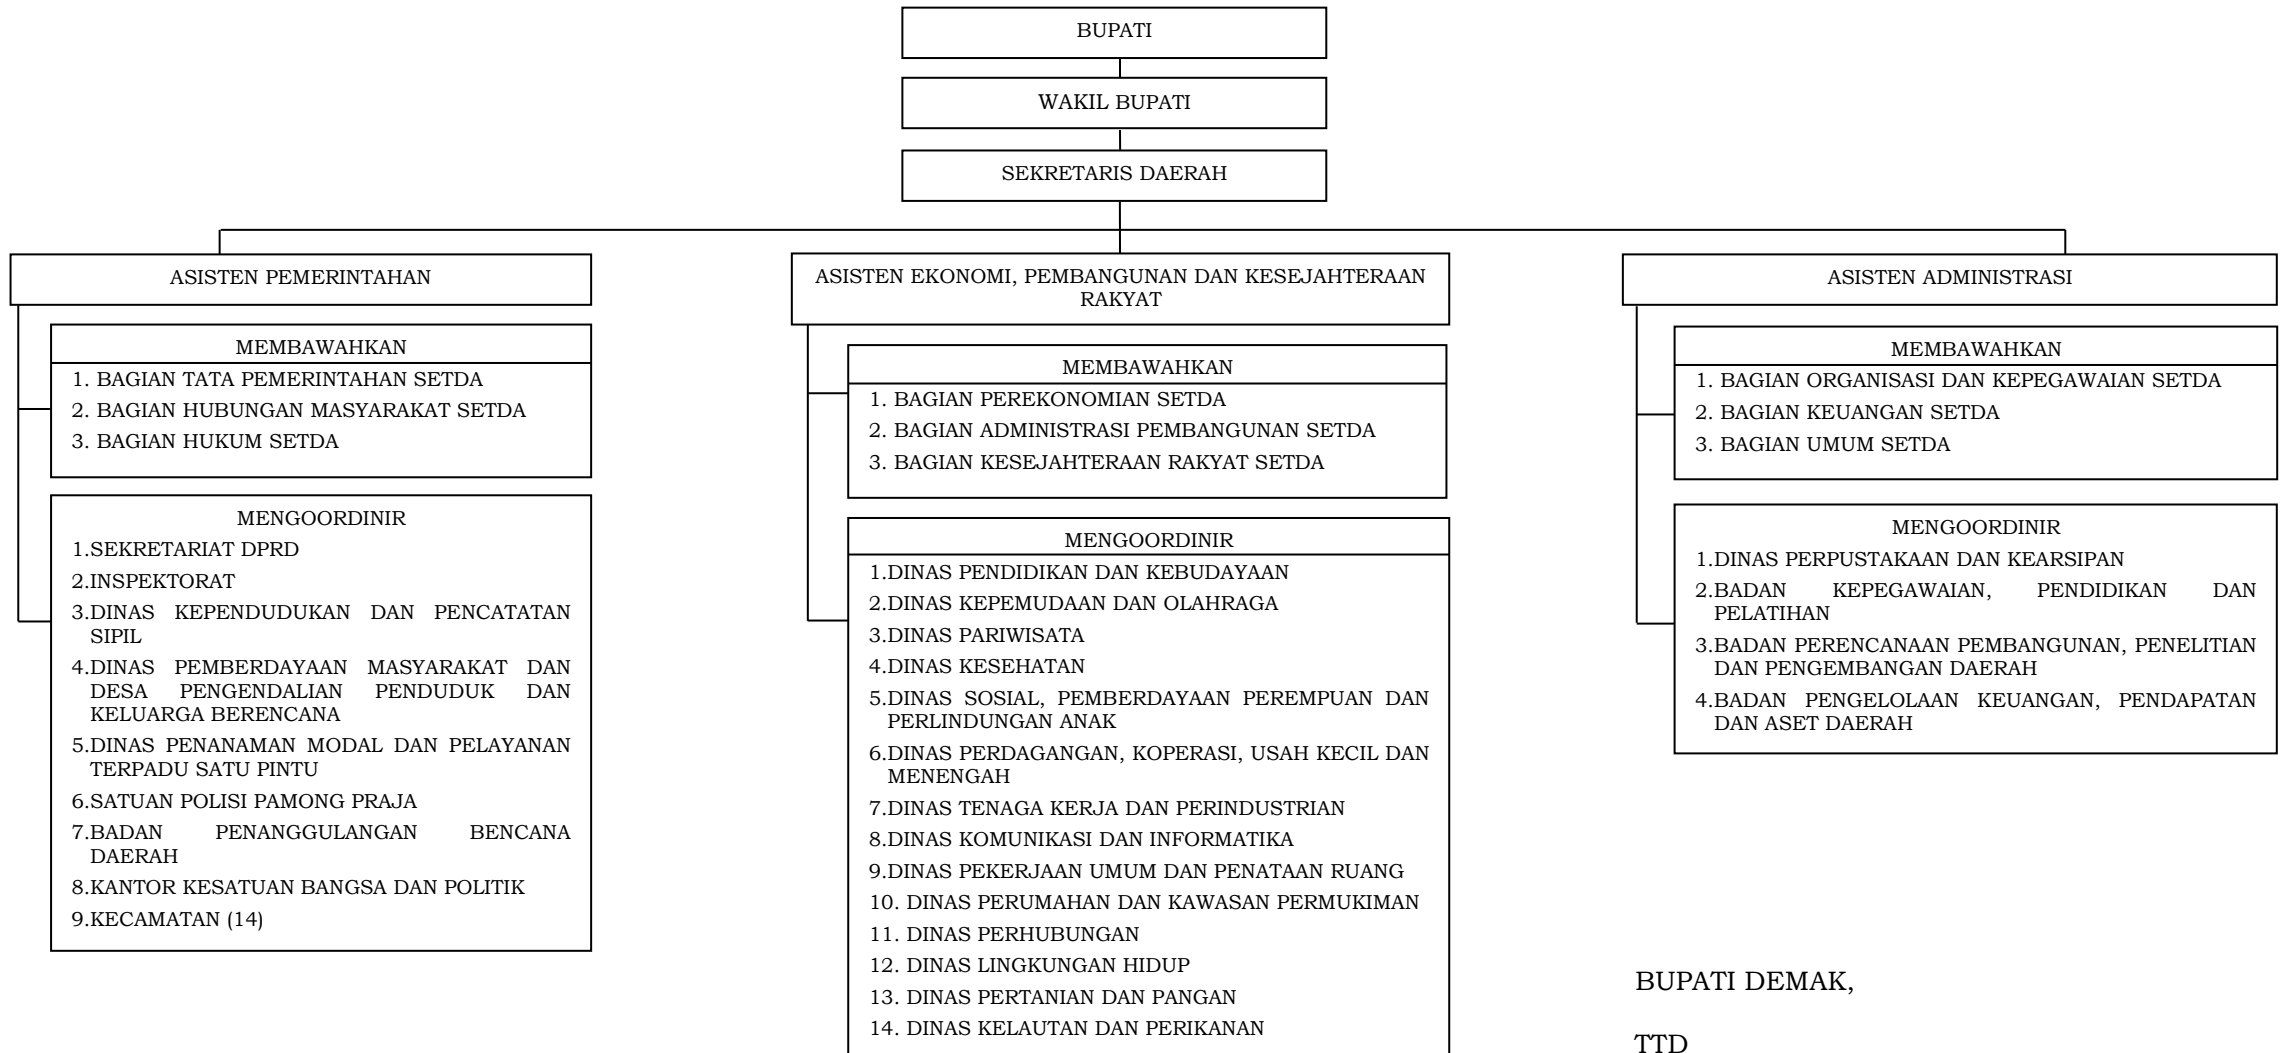 BUPATI
WAKIL BUPATI
SEKRETARIS DAERAH
ASISTEN PEMERINTAHAN
MEMBAWAHKAN
1. BAGIAN TATA PEMERINTAHAN SETDA
2. BAGIAN HUBUNGAN MASYARAKAT SETDA
3. BAGIAN HUKUM SETDA
MENGOORDINIR
1.SEKRETARIAT DPRD
2.INSPEKTORAT
3.DINAS KEPENDUDUKAN DAN PENCATATAN
SIPIL
4.DINAS PEMBERDAYAAN MASYARAKAT DAN
DESA PENGENDALIAN PENDUDUK DAN
KELUARGA BERENCANA
5.DINAS PENANAMAN MODAL DAN PELAYANAN
TERPADU SATU PINTU
6.SATUAN POLISI PAMONG PRAJA
7.BADAN PENANGGULANGAN BENCANA
DAERAH
8.KANTOR KESATUAN BANGSA DAN POLITIK
9.KECAMATAN (14)
ASISTEN EKONOMI, PEMBANGUNAN DAN KESEJAHTERAAN
RAKYAT
MEMBAWAHKAN
1. BAGIAN PEREKONOMIAN SETDA
2. BAGIAN ADMINISTRASI PEMBANGUNAN SETDA
3. BAGIAN KESEJAHTERAAN RAKYAT SETDA
MENGOORDINIR
1.DINAS PENDIDIKAN DAN KEBUDAYAAN
2.DINAS KEPEMUDAAN DAN OLAHRAGA
3.DINAS PARIWISATA
4.DINAS KESEHATAN
5.DINAS SOSIAL, PEMBERDAYAAN PEREMPUAN DAN
PERLINDUNGAN ANAK
6.DINAS PERDAGANGAN, KOPERASI, USAH KECIL DAN
MENENGAH
7.DINAS TENAGA KERJA DAN PERINDUSTRIAN
8.DINAS KOMUNIKASI DAN INFORMATIKA
9.DINAS PEKERJAAN UMUM DAN PENATAAN RUANG
10. DINAS PERUMAHAN DAN KAWASAN PERMUKIMAN
11. DINAS PERHUBUNGAN
12. DINAS LINGKUNGAN HIDUP
13. DINAS PERTANIAN DAN PANGAN
14. DINAS KELAUTAN DAN PERIKANAN
ASISTEN ADMINISTRASI
MEMBAWAHKAN
1. BAGIAN ORGANISASI DAN KEPEGAWAIAN SETDA
2. BAGIAN KEUANGAN SETDA
3. BAGIAN UMUM SETDA
MENGOORDINIR
1.DINAS PERPUSTAKAAN DAN KEARSIPAN
2.BADAN KEPEGAWAIAN, PENDIDIKAN DAN
PELATIHAN
3.BADAN PERENCANAAN PEMBANGUNAN, PENELITIAN
DAN PENGEMBANGAN DAERAH
4.BADAN PENGELOLAAN KEUANGAN, PENDAPATAN
DAN ASET DAERAH
BUPATI DEMAK,
TTD